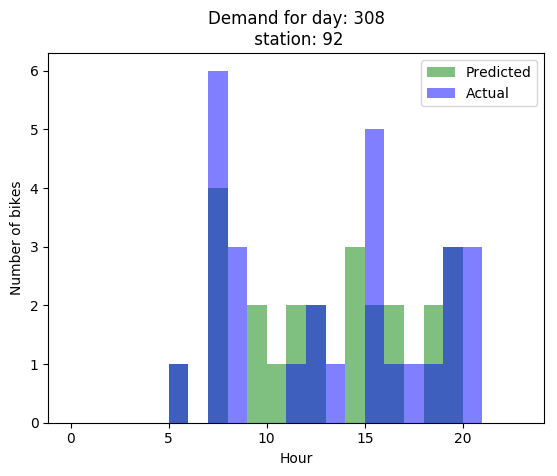 Demand for day: 308
station: 92
Predicted
Actual
6
5
4
3
2
1
0
Number of bikes
0 5 10 15 20
Hour